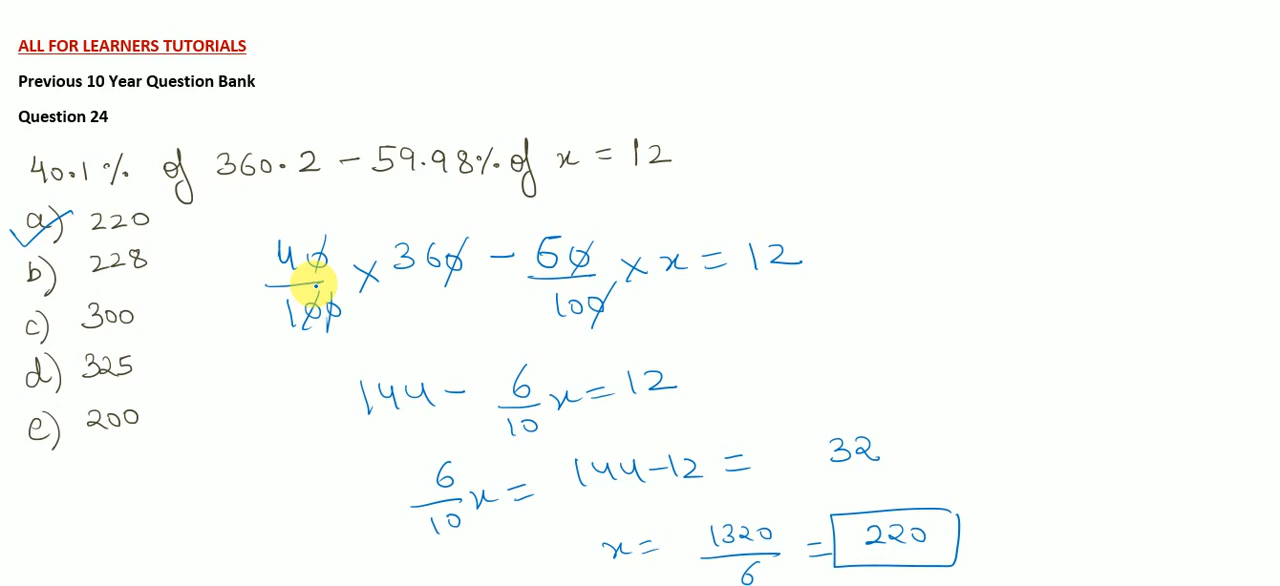 ALL FOR LEARNERS TUTORIALS
Previous 10 Year Question Bank
Question 24
40.1% of 360.2 - 59.98% of x = 12
a) 220
b) 228
c) 300
d) 325
e) 200
40/100 × 360 - 60/100 × x = 12
144 - 6/10 x = 12
6/10 x = 144-12 = 32
x = 1320/6 = 220